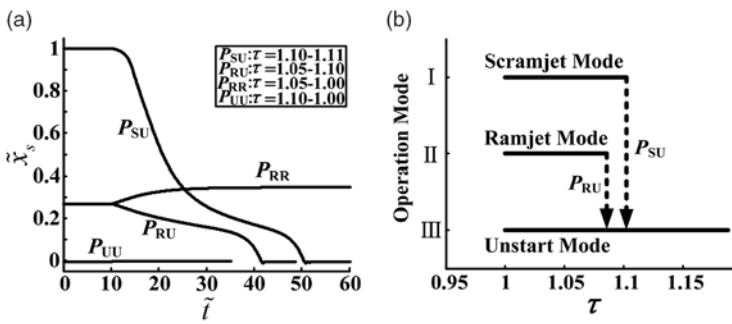 (a)
1
0.8
0.6
0.4
0.2
0
x̃s
P_SU:τ=1.10-1.11
P_RU:τ=1.05-1.10
P_RR:τ=1.05-1.00
P_UU:τ=1.10-1.00
P_SU
P_RR
P_RU
P_UU
0 10 20 30 40 50 60
t̃
(b)
Operation Mode
I
II
III
Scramjet Mode
Ramjet Mode
P_SU
P_RU
Unstart Mode
0.95 1 1.05 1.1 1.15
τ